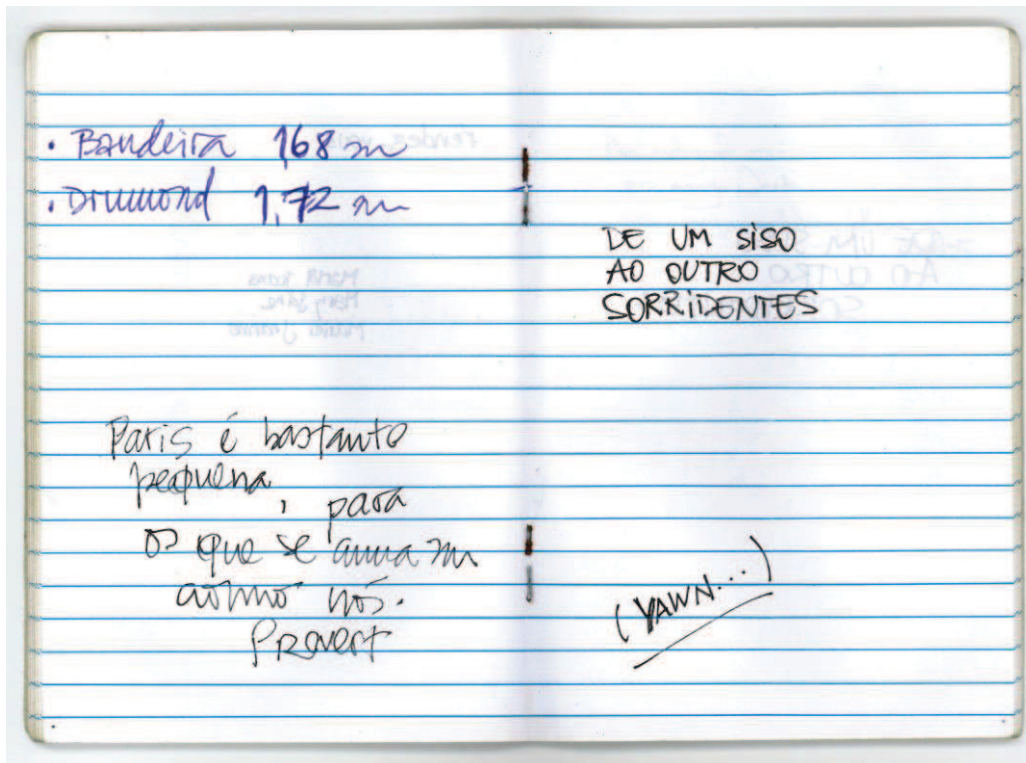 • Bandeira 1,68 m
• Drumond 1,72 m
Paris é bastante
pequena,
para
os que se amam
como nós.
Prevert
DE UM SISO
AO OUTRO
SORRIDENTES
(YAWN...)